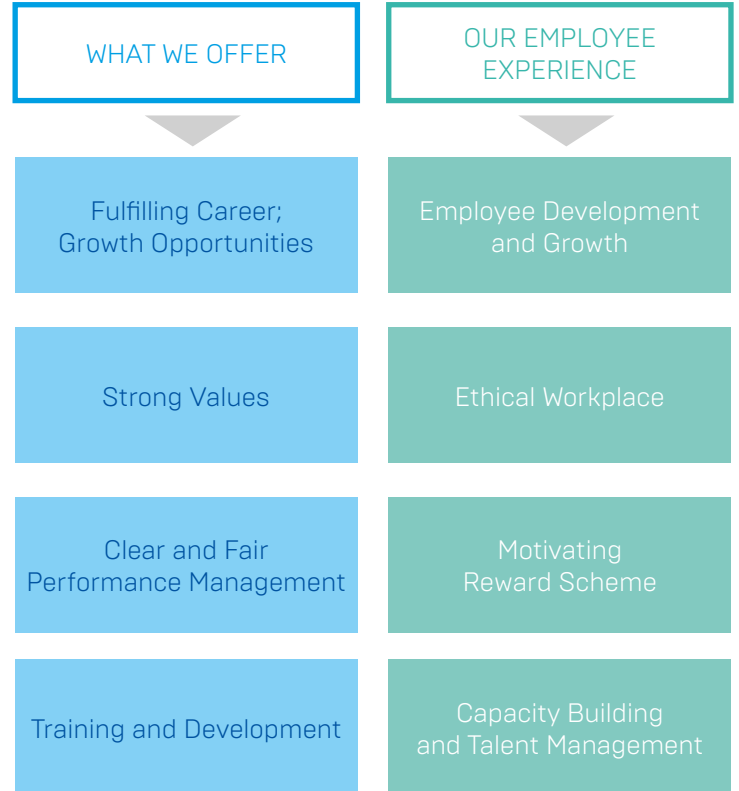 WHAT WE OFFER
OUR EMPLOYEE
EXPERIENCE
Fulfilling Career;
Growth Opportunities
Employee Development
and Growth
Strong Values
Ethical Workplace
Clear and Fair
Performance Management
Motivating
Reward Scheme
Training and Development
Capacity Building
and Talent Management